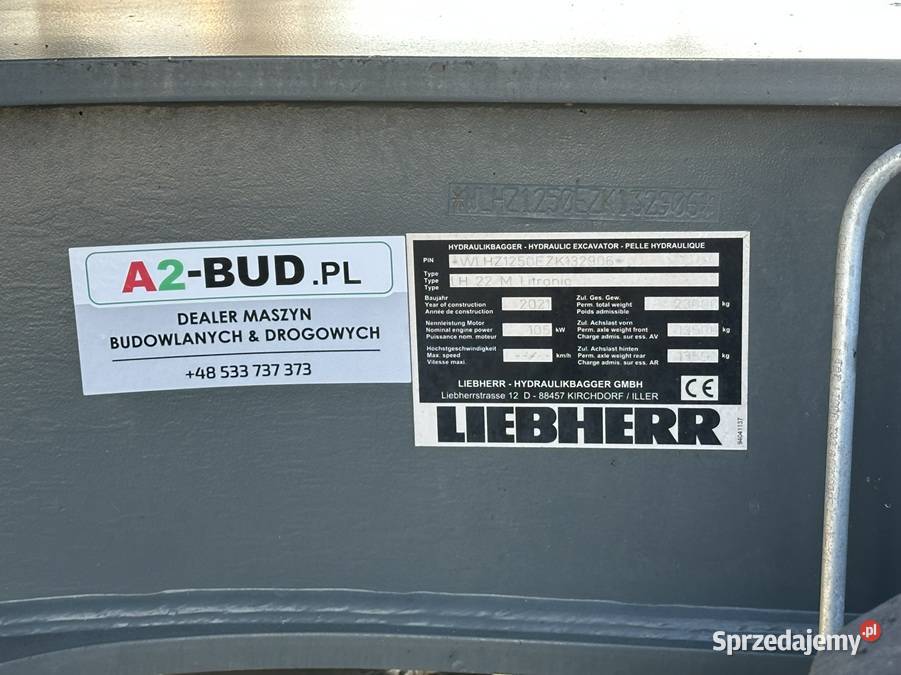 *WLHZ1250EZK132906*
A2-BUD.PL
DEALER MASZYN
BUDOWLANYCH & DROGOWYCH
+48 533 737 373
HYDRAULIKBAGGER - HYDRAULIC EXCAVATOR - PELLE HYDRAULIQUE
PIN *WLHZ1250EZK132906*
Type
Type LH 22 M Litronic
Type
Baujahr
Year of construction 2021
Année de construction
Zul. Ges. Gew.
Perm. total weight kg
Poids admissible
Nennleistung Motor
Nominal engine power 105 kW
Puissance nom. moteur
Zul. Achslast vorn
Perm. axle weight front kg
Charge admis. sur ess. AV
Höchstgeschwindigkeit
Max. speed km/h
Vitesse maxi.
Zul. Achslast hinten
Perm. axle weight rear kg
Charge admis. sur ess. AR
LIEBHERR - HYDRAULIKBAGGER GMBH
Liebherrstrasse 12 D - 88457 KIRCHDORF / ILLER
CE
LIEBHERR
94041137
Sprzedajemy.pl